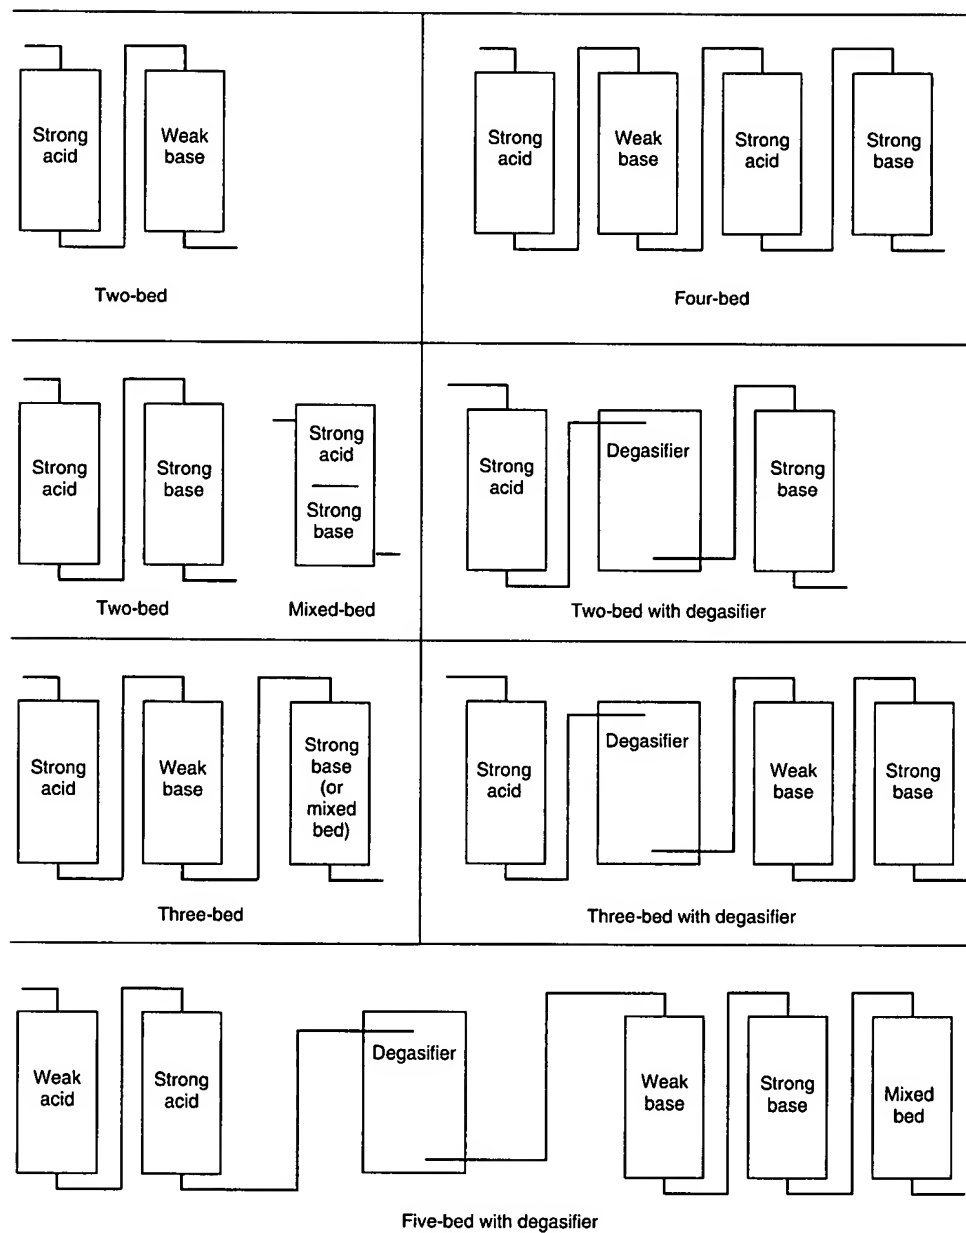 Strong
acid
Weak
base
Two-bed
Strong
acid
Weak
base
Strong
acid
Strong
base
Four-bed
Strong
acid
Strong
base
Two-bed
Strong
acid
Strong
base
Mixed-bed
Strong
acid
Degasifier
Strong
base
Two-bed with degasifier
Strong
acid
Weak
base
Strong
base
(or
mixed
bed)
Three-bed
Strong
acid
Degasifier
Weak
base
Strong
base
Three-bed with degasifier
Weak
acid
Strong
acid
Degasifier
Weak
base
Strong
base
Mixed
bed
Five-bed with degasifier